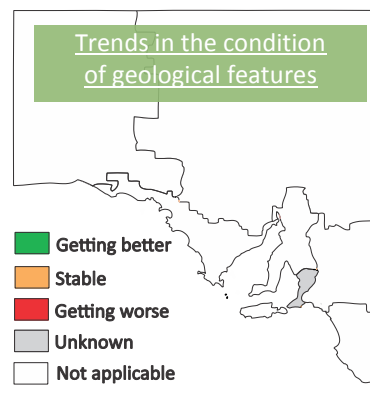 Trends in the condition
of geological features
Getting better
Stable
Getting worse
Unknown
Not applicable